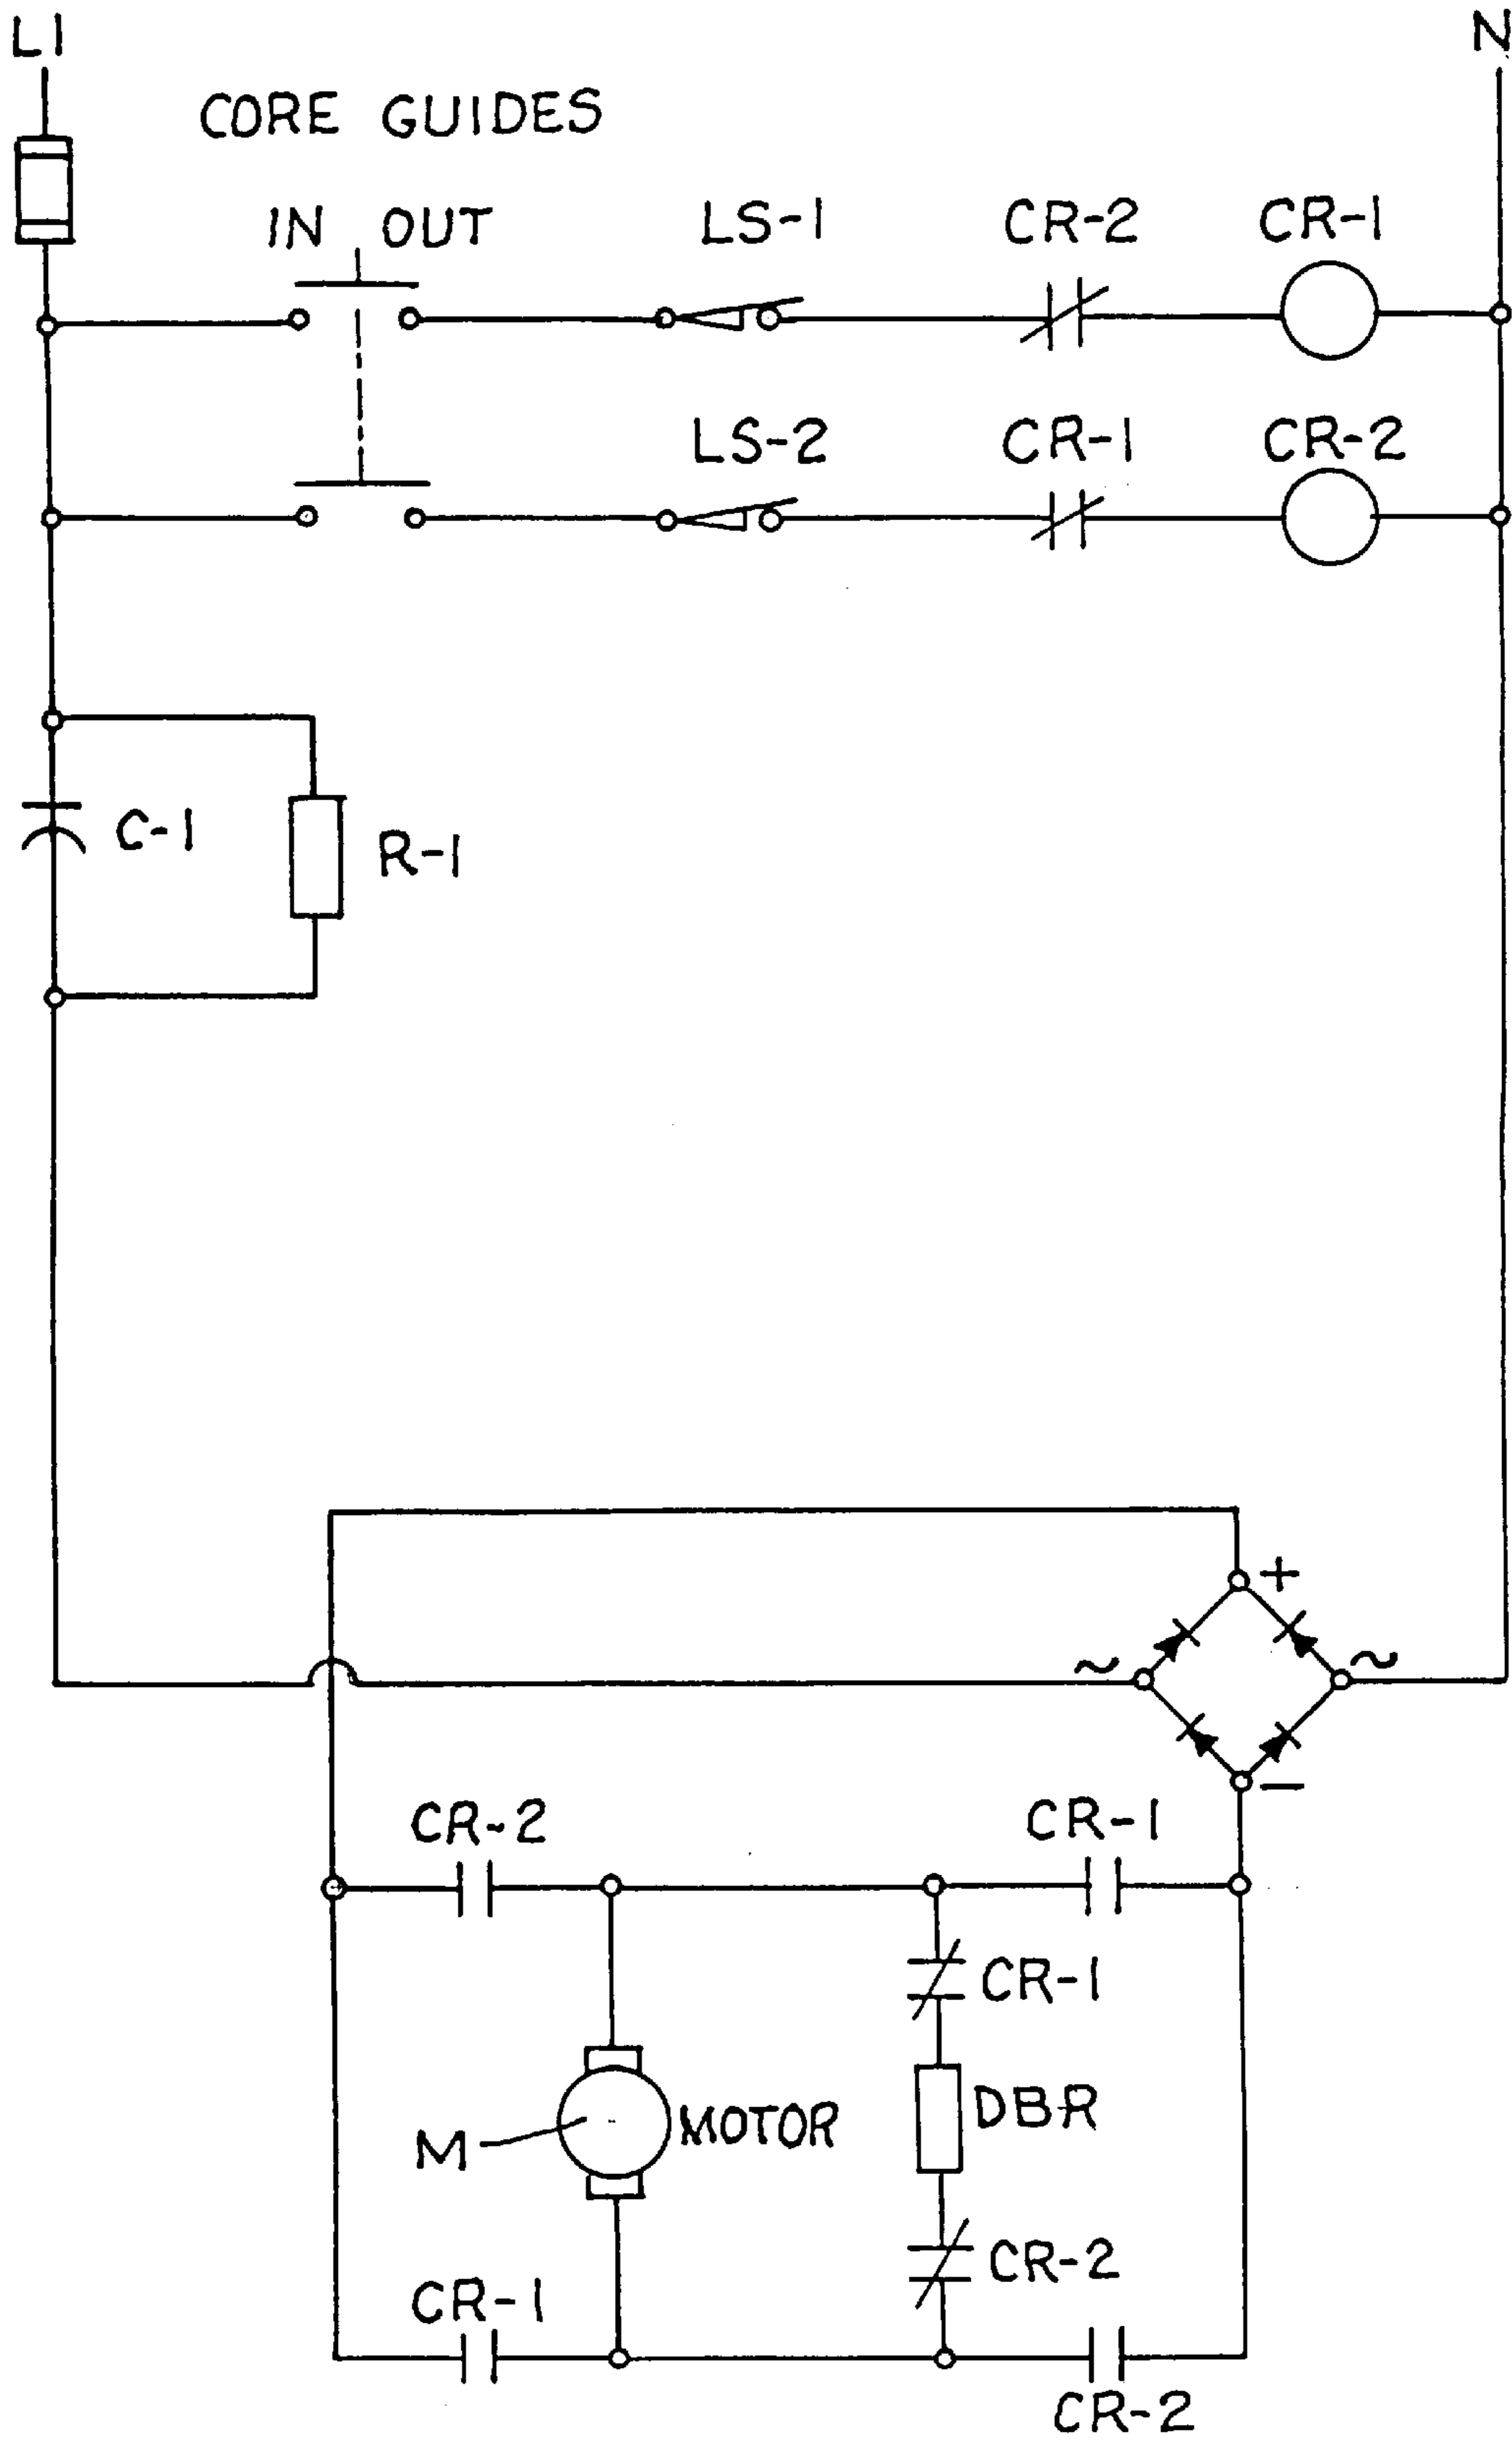 L1
N
CORE GUIDES
IN OUT
LS-1
CR-2
CR-1
LS-2
CR-1
CR-2
C-1
R-1
+
~
~
−
CR-2
CR-1
CR-1
M
MOTOR
DBR
CR-2
CR-1
CR-2